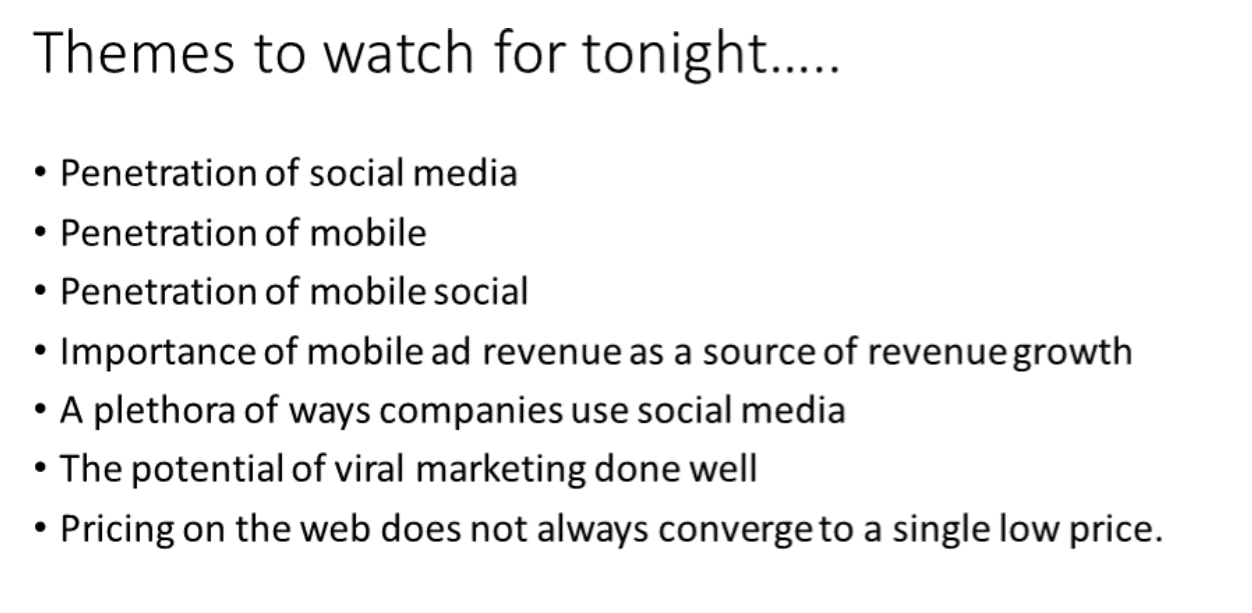 Themes to watch for tonight.....
• Penetration of social media
• Penetration of mobile
• Penetration of mobile social
• Importance of mobile ad revenue as a source of revenue growth
• A plethora of ways companies use social media
• The potential of viral marketing done well
• Pricing on the web does not always converge to a single low price.